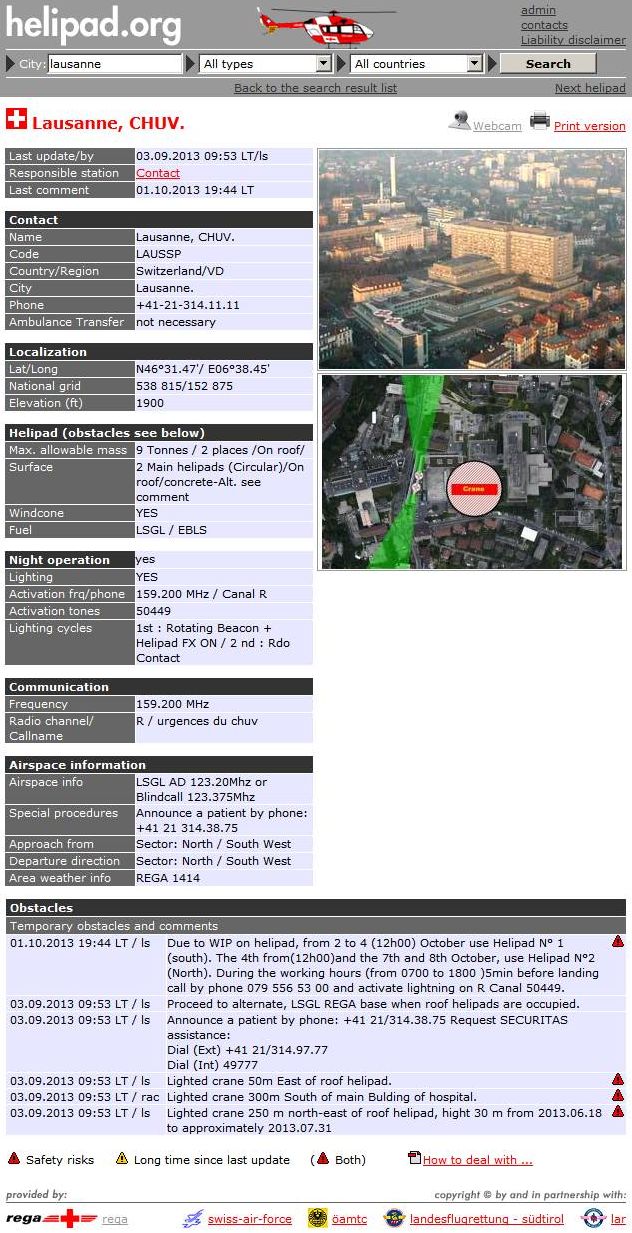 helipad.org
admin
contacts
Liability disclaimer
City: lausanne All types All countries Search
Back to the search result list Next helipad
Lausanne, CHUV. Webcam Print version
Last update/by 03.09.2013 09:53 LT/ls
Responsible station Contact
Last comment 01.10.2013 19:44 LT
Contact
Name Lausanne, CHUV.
Code LAUSSP
Country/Region Switzerland/VD
City Lausanne.
Phone +41-21-314.11.11
Ambulance Transfer not necessary
Localization
Lat/Long N46°31.47'/ E06°38.45'
National grid 538 815/152 875
Elevation (ft) 1900
Crane
Helipad (obstacles see below)
Max. allowable mass 9 Tonnes / 2 places /On roof/
Surface 2 Main helipads (Circular)/On
roof/concrete-Alt. see
comment
Windcone YES
Fuel LSGL / EBLS
Night operation yes
Lighting YES
Activation frq/phone 159.200 MHz / Canal R
Activation tones 50449
Lighting cycles 1st : Rotating Beacon +
Helipad FX ON / 2 nd : Rdo
Contact
Communication
Frequency 159.200 MHz
Radio channel/ R / urgences du chuv
Callname
Airspace information
Airspace info LSGL AD 123.20Mhz or
Blindcall 123.375Mhz
Special procedures Announce a patient by phone:
+41 21 314.38.75
Approach from Sector: North / South West
Departure direction Sector: North / South West
Area weather info REGA 1414
Obstacles
Temporary obstacles and comments
01.10.2013 19:44 LT / ls Due to WIP on helipad, from 2 to 4 (12h00) October use Helipad N° 1
(south). The 4th from(12h00)and the 7th and 8th October, use Helipad N°2
(North). During the working hours (from 0700 to 1800 )5min before landing
call by phone 079 556 53 00 and activate lightning on R Canal 50449.
03.09.2013 09:53 LT / ls Proceed to alternate, LSGL REGA base when roof helipads are occupied.
03.09.2013 09:53 LT / ls Announce a patient by phone: +41 21/314.38.75 Request SECURITAS
assistance:
Dial (Ext) +41 21/314.97.77
Dial (Int) 49777
03.09.2013 09:53 LT / ls Lighted crane 50m East of roof helipad.
03.09.2013 09:53 LT / rac Lighted crane 300m South of main Bulding of hospital.
03.09.2013 09:53 LT / ls Lighted crane 250 m north-east of roof helipad, hight 30 m from 2013.06.18
to approximately 2013.07.31
Safety risks Long time since last update ( Both) How to deal with ...
provided by: copyright © by and in partnership with:
rega rega swiss-air-force öamtc landesflugrettung - südtirol lar